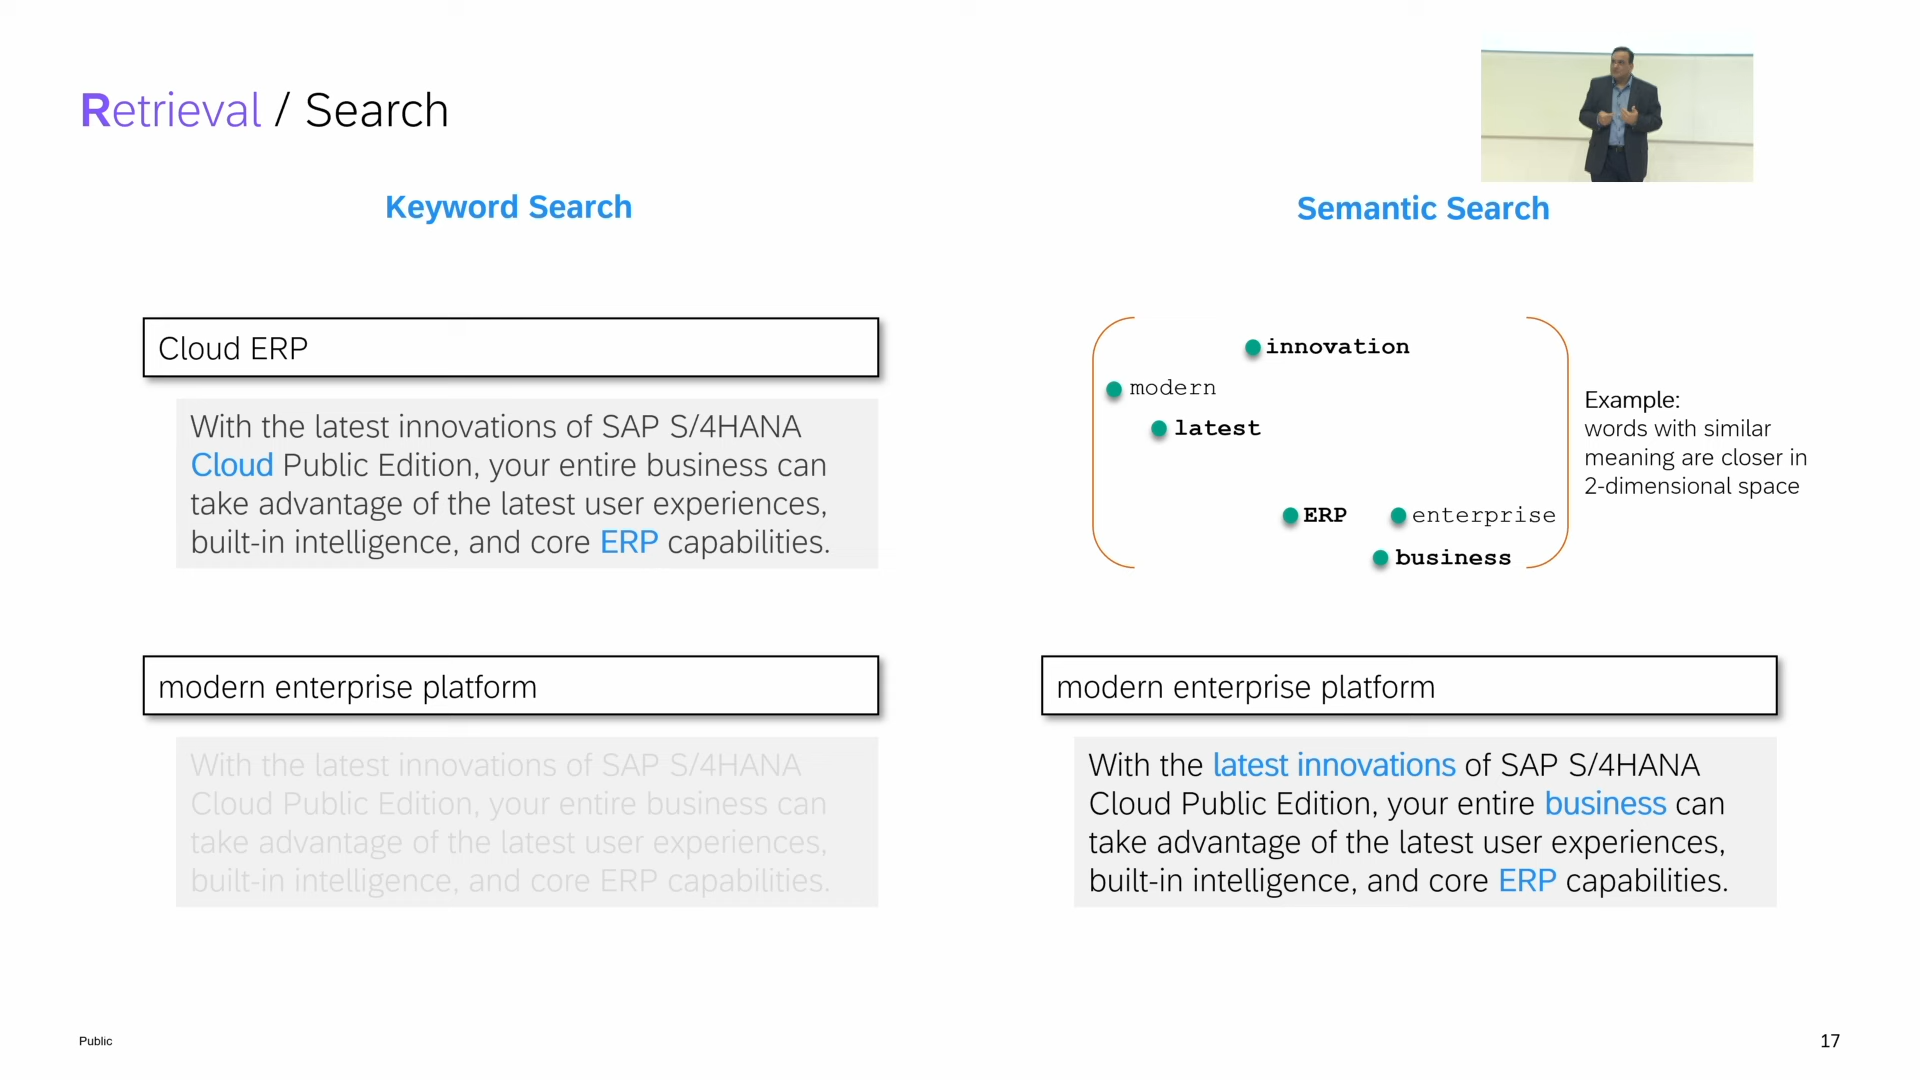 Retrieval / Search
Keyword Search
Cloud ERP
With the latest innovations of SAP S/4HANA
Cloud Public Edition, your entire business can
take advantage of the latest user experiences,
built-in intelligence, and core ERP capabilities.
modern enterprise platform
With the latest innovations of SAP S/4HANA
Cloud Public Edition, your entire business can
take advantage of the latest user experiences,
built-in intelligence, and core ERP capabilities.
Semantic Search
innovation
modern
latest
ERP
enterprise
business
Example:
words with similar
meaning are closer in
2-dimensional space
modern enterprise platform
With the latest innovations of SAP S/4HANA
Cloud Public Edition, your entire business can
take advantage of the latest user experiences,
built-in intelligence, and core ERP capabilities.
Public
17